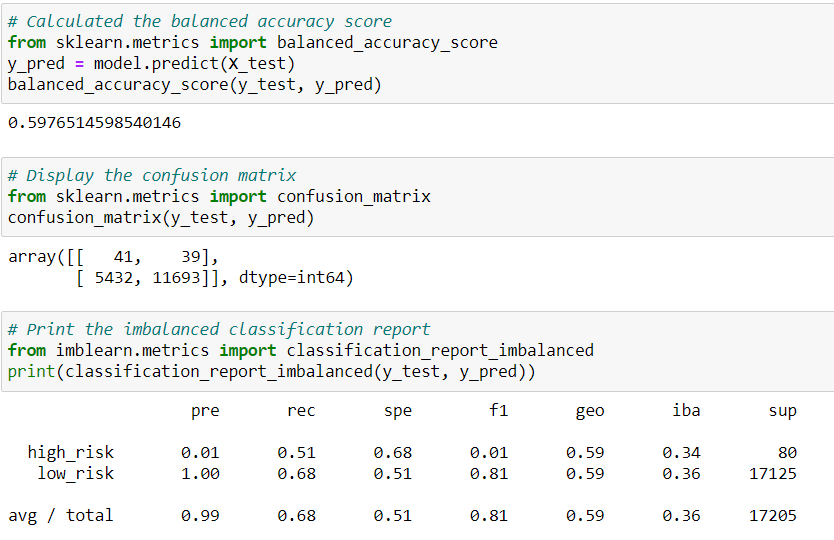 # Calculated the balanced accuracy score
from sklearn.metrics import balanced_accuracy_score
y_pred = model.predict(X_test)
balanced_accuracy_score(y_test, y_pred)
0.5976514598540146
# Display the confusion matrix
from sklearn.metrics import confusion_matrix
confusion_matrix(y_test, y_pred)
array([[   41,    39],
       [ 5432, 11693]], dtype=int64)
# Print the imbalanced classification report
from imblearn.metrics import classification_report_imbalanced
print(classification_report_imbalanced(y_test, y_pred))
                   pre       rec       spe        f1       geo       iba       sup
  high_risk       0.01      0.51      0.68      0.01      0.59      0.34        80
   low_risk       1.00      0.68      0.51      0.81      0.59      0.36     17125
avg / total       0.99      0.68      0.51      0.81      0.59      0.36     17205